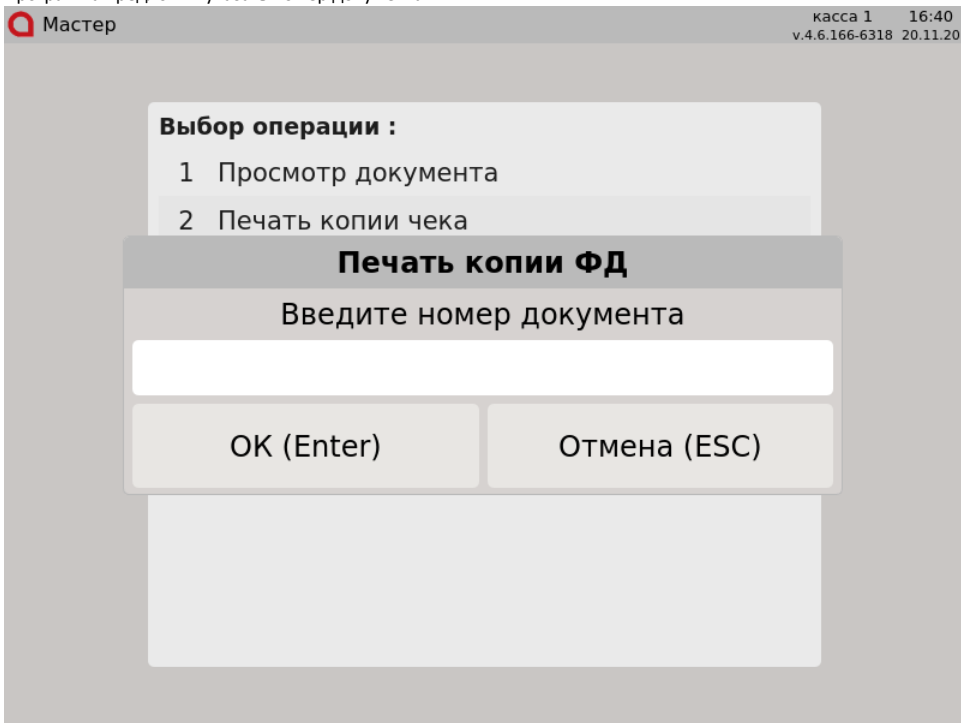 Мастер
касса 1 16:40
v.4.6.166-6318 20.11.20
Выбор операции :
1 Просмотр документа
2 Печать копии чека
Печать копии ФД
Введите номер документа
ОК (Enter)
Отмена (ESC)